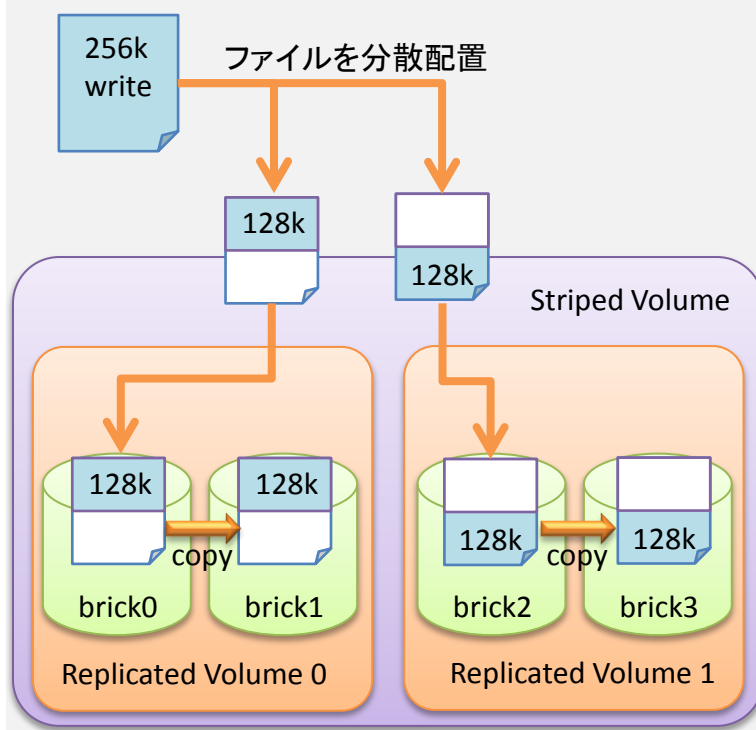 256k
write
ファイルを分散配置
128k
128k
Striped Volume
128k
128k
128k
128k
copy
copy
brick0
brick1
brick2
brick3
Replicated Volume 0
Replicated Volume 1